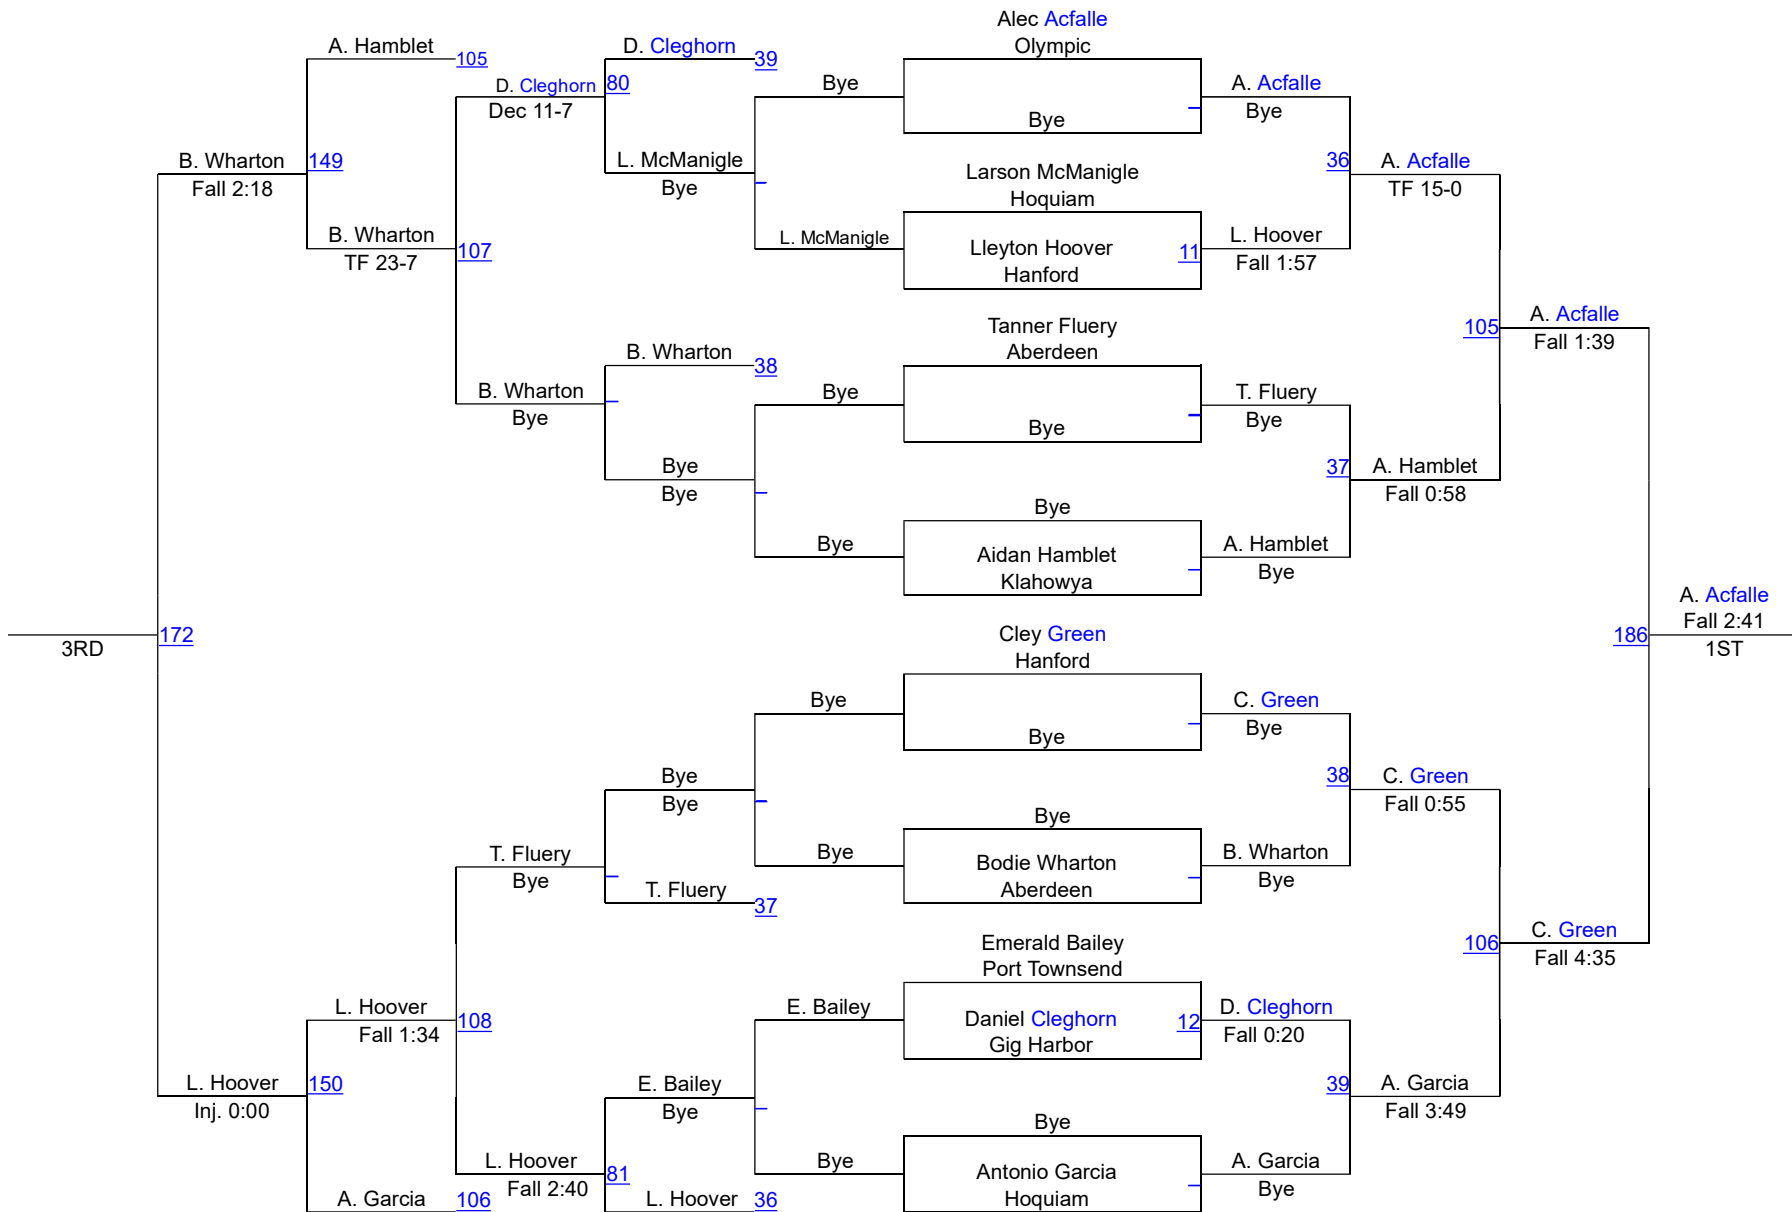 Alec Acfalle
A. Hamblet
D. Cleghorn
Olympic
105
39
D. Cleghorn
80
Bye
A. Acfalle
Dec 11-7
Bye
Bye
B. Wharton
149
L. McManigle
36
A. Acfalle
Fall 2:18
Bye
Larson McManigle
TF 15-0
Hoquiam
B. Wharton
L. McManigle
L. Hoover
TF 23-7
107
Lleyton Hoover
11
Fall 1:57
Hanford
Tanner Fluery
105
A. Acfalle
Aberdeen
Fall 1:39
B. Wharton
38
B. Wharton
Bye
T. Fluery
Bye
Bye
Bye
Bye
37
A. Hamblet
Bye
Fall 0:58
Bye
Bye
Aidan Hamblet
A. Hamblet
Klahowya
Bye
A. Acfalle
Fall 2:41
172
Cley Green
186
3RD
Hanford
1ST
Bye
C. Green
Bye
Bye
Bye
38
C. Green
Bye
Fall 0:55
Bye
T. Fluery
Bye
Bodie Wharton
B. Wharton
Bye
T. Fluery
Aberdeen
Bye
37
Emerald Bailey
106
C. Green
Port Townsend
Fall 4:35
L. Hoover
E. Bailey
D. Cleghorn
Fall 1:34
108
Daniel Cleghorn
12
Fall 0:20
Gig Harbor
L. Hoover
150
E. Bailey
39
A. Garcia
Inj. 0:00
Bye
Fall 3:49
Bye
L. Hoover
81
Bye
Antonio Garcia
A. Garcia
Fall 2:40
Bye
A. Garcia
106
L. Hoover
36
Hoquiam